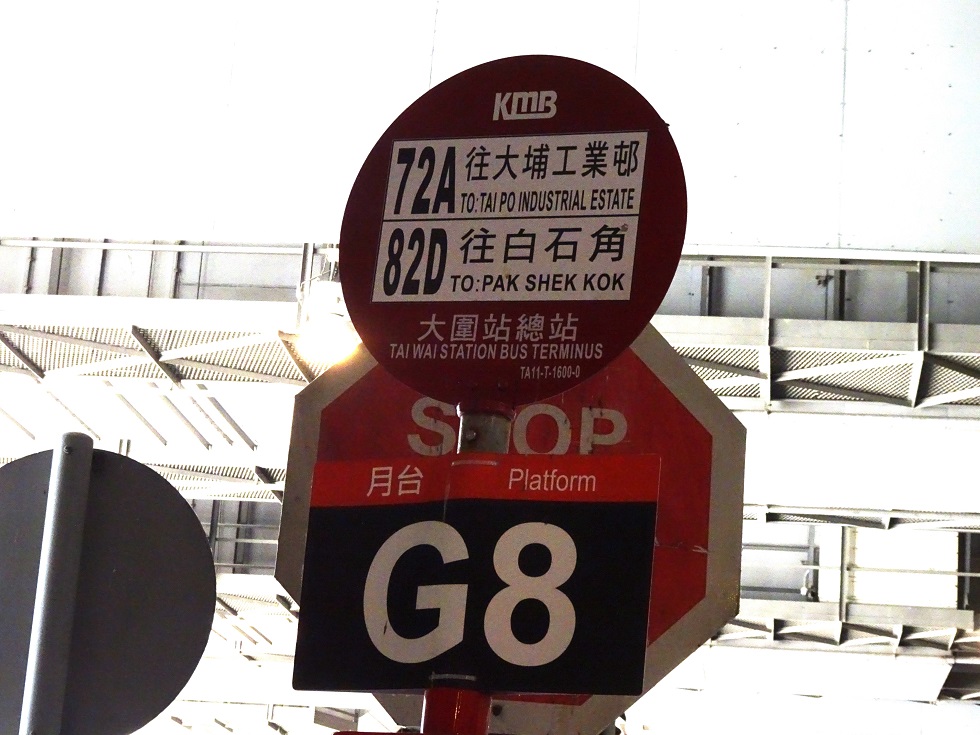 KMB
72A 往大埔工業邨
TO: TAI PO INDUSTRIAL ESTATE
82D 往白石角
TO: PAK SHEK KOK
大圍站總站
TAI WAI STATION BUS TERMINUS
TA11-T-1600-0
STOP
月台 Platform
G8